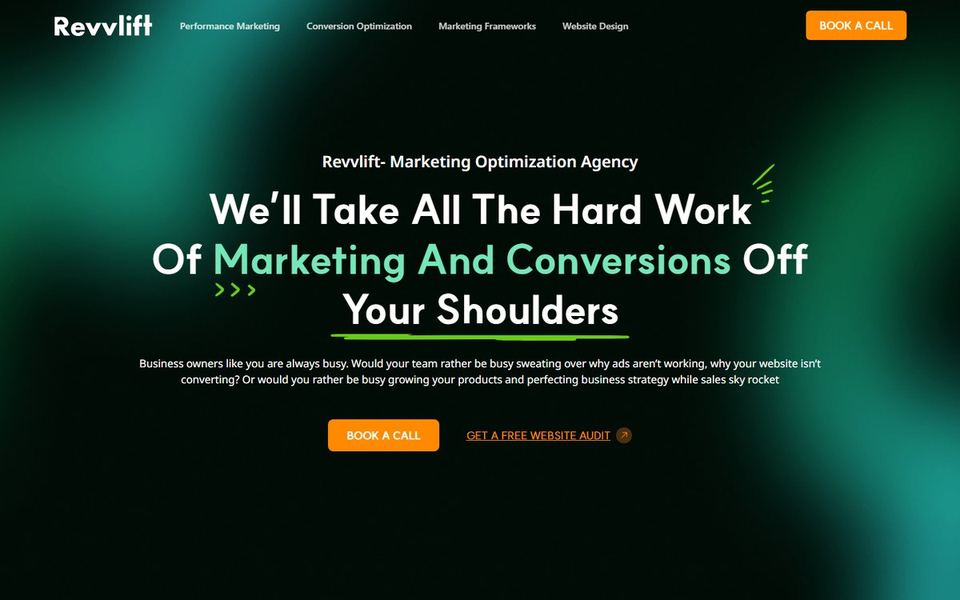 Revvlift
Performance Marketing
Conversion Optimization
Marketing Frameworks
Website Design
BOOK A CALL
Revvlift- Marketing Optimization Agency
We’ll Take All The Hard Work
Of Marketing And Conversions Off
Your Shoulders
Business owners like you are always busy. Would your team rather be busy sweating over why ads aren’t working, why your website isn’t
converting? Or would you rather be busy growing your products and perfecting business strategy while sales sky rocket
BOOK A CALL
GET A FREE WEBSITE AUDIT